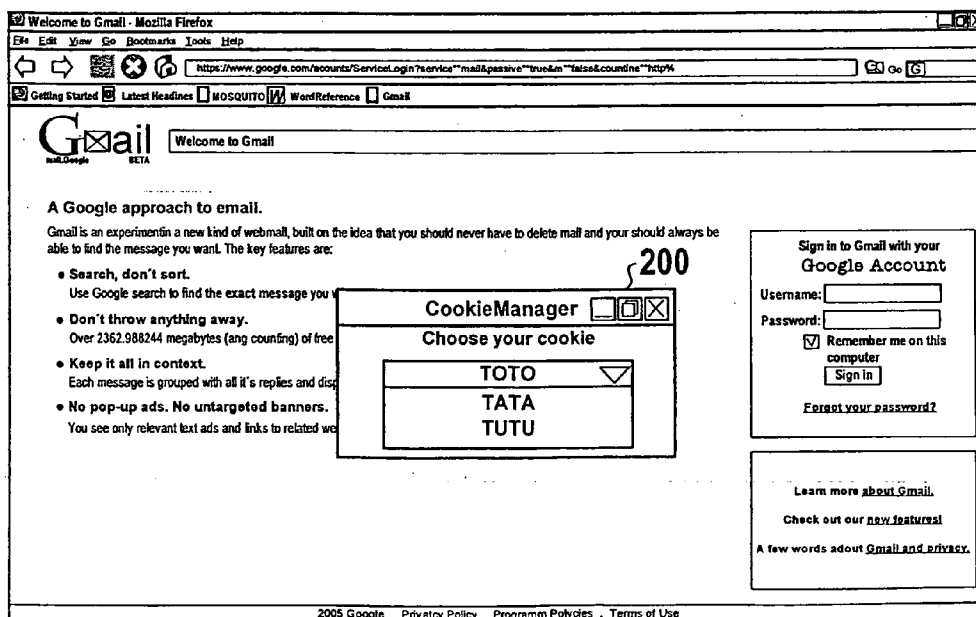 Welcome to Gmail - Mozilla Firefox
File Edit View Go Bookmarks Tools Help
https://www.google.com/acounts/ServiceLogin?service""mail&passive""true&m""false&countine""http% Go G
Getting Started Latest Headlines MOSQUITO W WordReference Gmail
Gmail Welcome to Gmail
mail.Google BETA
A Google approach to email.
Gmail is an experimentin a new kind of webmail, built on the idea that you should never have to delete mail and your should always be
able to find the message you want. The key features are:
• Search, don't sort.
Use Google search to find the exact message you w
• Don't throw anything away.
Over 2362.988244 megabytes (ang counting) of free
• Keep it all in context.
Each message is grouped with all it's replies and disp
• No pop-up ads. No untargeted banners.
You see only relevant text ads and links to related we
200
CookieManager
Choose your cookie
TOTO
TATA
TUTU
Sign in to Gmail with your
Google Account
Username:
Password:
Remember me on this
computer
Sign in
Forgot your password?
Learn more about Gmail.
Check out our new features!
A few words adout Gmail and privacy.
2005 Google Privatcy Policy Programm Polycies . Terms of Use